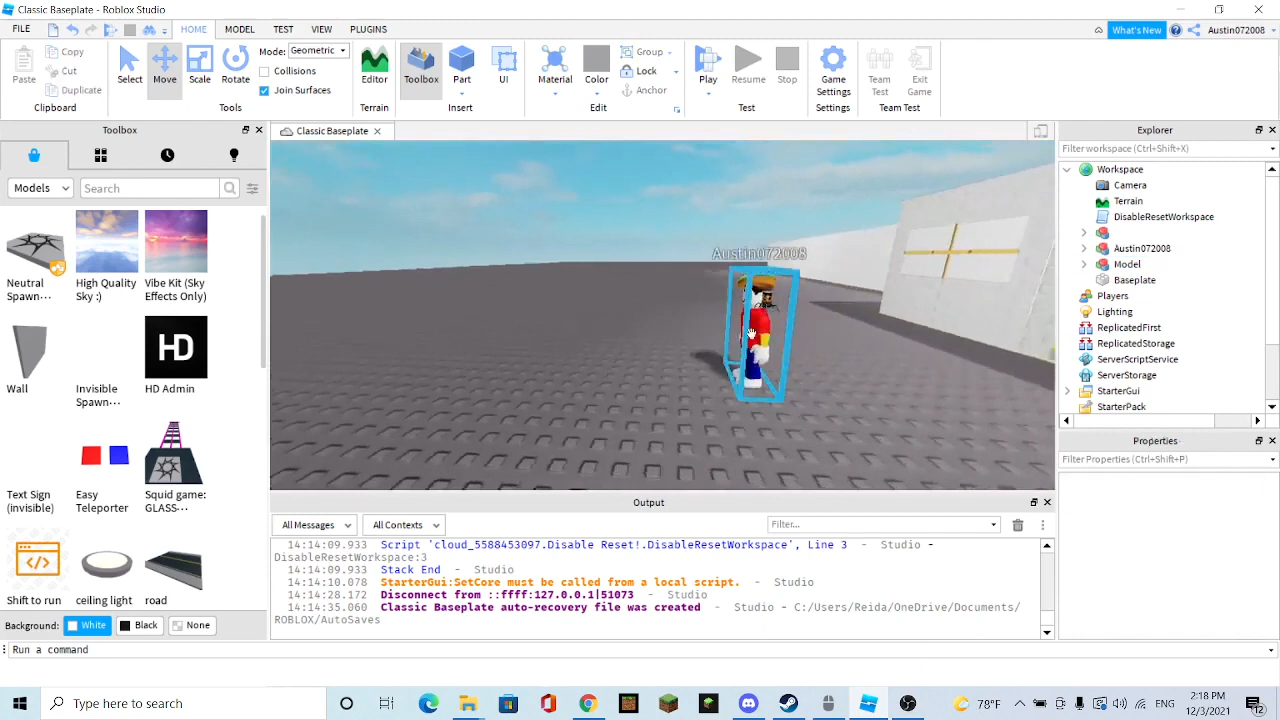 Classic Baseplate - Roblox Studio
FILE HOME MODEL TEST VIEW PLUGINS What's New Austin072008
Paste Copy Cut Duplicate Select Move Scale Rotate Mode: Geometric Collisions Join Surfaces Editor Toolbox Part UI Material Color Group Lock Anchor Play Resume Stop Game Settings Team Test Exit Game
Clipboard Tools Terrain Insert Edit Test Settings Team Test
Toolbox
Models Search
Neutral Spawn... High Quality Sky :) Vibe Kit (Sky Effects Only)
HD
Wall Invisible Spawn... HD Admin
Text Sign (invisible) Easy Teleporter Squid game: GLASS...
Shift to run ceiling light road
Background: White Black None
Classic Baseplate
Austin072008
Output
All Messages All Contexts Filter...
14:14:09.933 Script 'cloud_5588453097.Disable Reset!.DisableResetWorkspace', Line 3 - Studio -
DisableResetWorkspace:3
14:14:09.933 Stack End - Studio
14:14:10.078 StarterGui:SetCore must be called from a local script. - Studio
14:14:28.172 Disconnect from ::ffff:127.0.0.1|51073 - Studio
14:14:35.060 Classic Baseplate auto-recovery file was created - Studio - C:/Users/Reida/OneDrive/Documents/
ROBLOX/AutoSaves
Explorer
Filter workspace (Ctrl+Shift+X)
Workspace
Camera
Terrain
DisableResetWorkspace
Austin072008
Model
Baseplate
Players
Lighting
ReplicatedFirst
ReplicatedStorage
ServerScriptService
ServerStorage
StarterGui
StarterPack
Properties
Filter Properties (Ctrl+Shift+P)
Run a command
Type here to search
78°F ENG 2:18 PM
12/3/2021
12